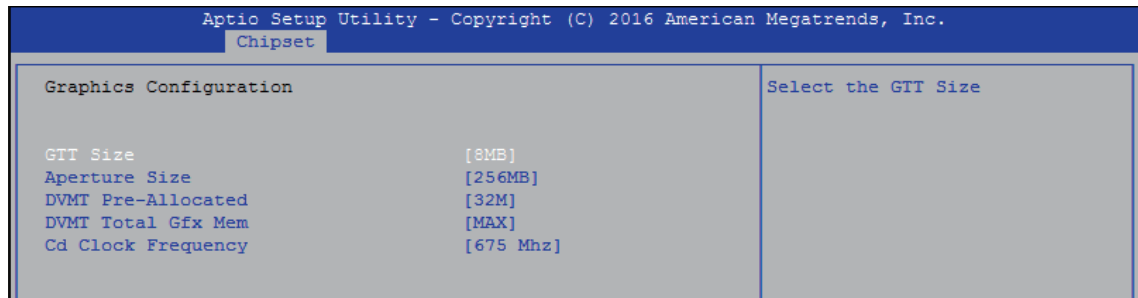 Aptio Setup Utility - Copyright (C) 2016 American Megatrends, Inc.
Chipset
Graphics Configuration
Select the GTT Size
GTT Size [8MB]
Aperture Size [256MB]
DVMT Pre-Allocated [32M]
DVMT Total Gfx Mem [MAX]
Cd Clock Frequency [675 Mhz]